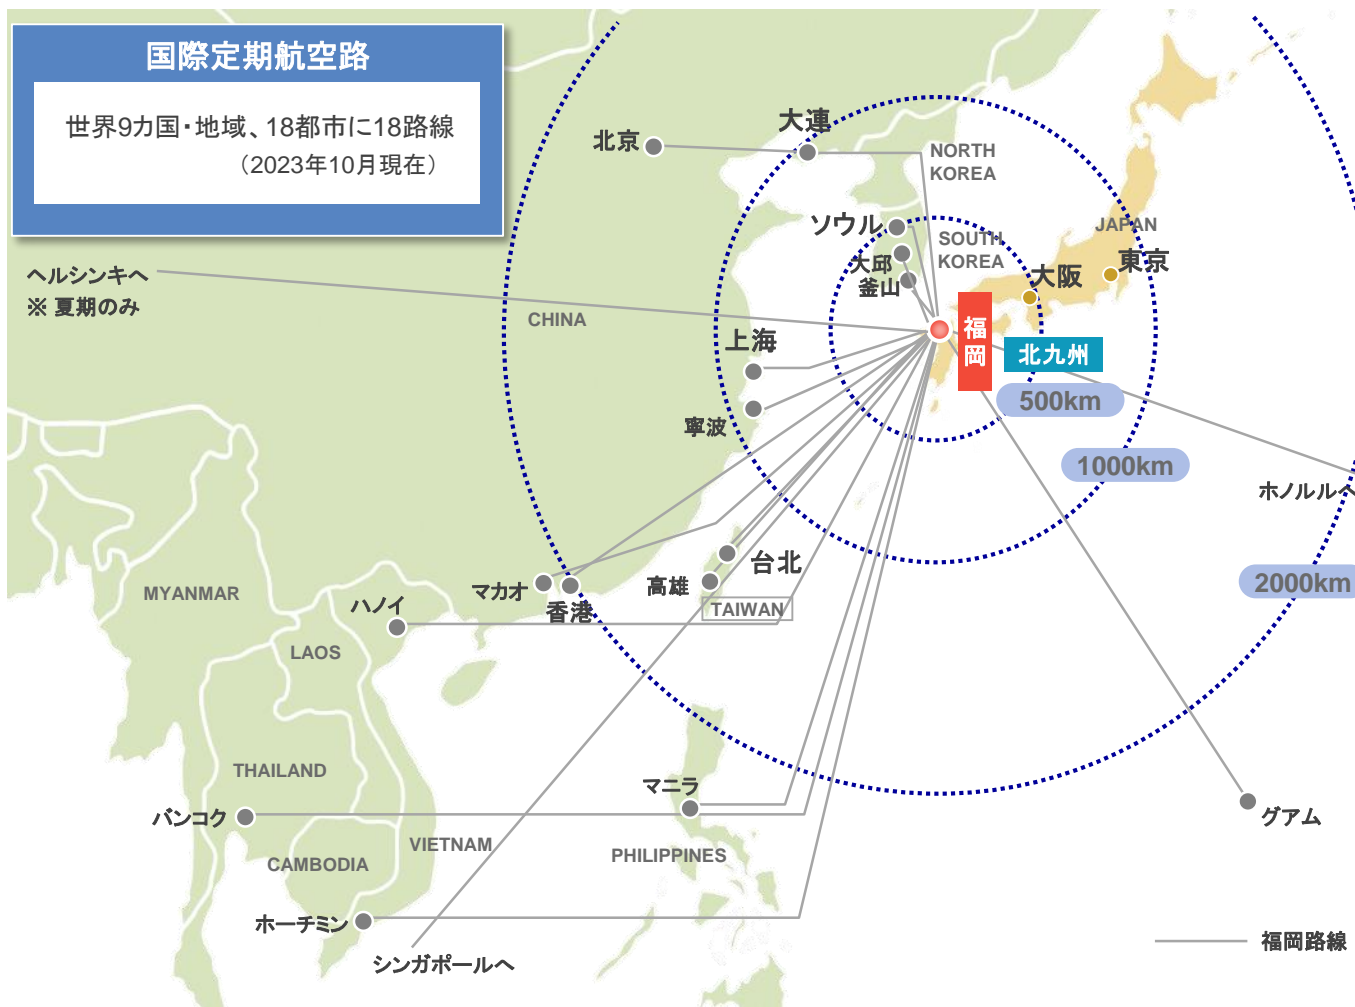 国際定期航空路
世界9カ国・地域、18都市に18路線
（2023年10月現在）
北京
大連
NORTH
KOREA
ソウル
SOUTH
KOREA
JAPAN
大邱
釜山
大阪
東京
ヘルシンキへ
※ 夏期のみ
CHINA
福岡
北九州
上海
500km
寧波
1000km
ホノルルへ
台北
2000km
マカオ
香港
高雄
TAIWAN
MYANMAR
ハノイ
LAOS
THAILAND
マニラ
バンコク
グアム
VIETNAM
CAMBODIA
PHILIPPINES
ホーチミン
シンガポールへ
福岡路線